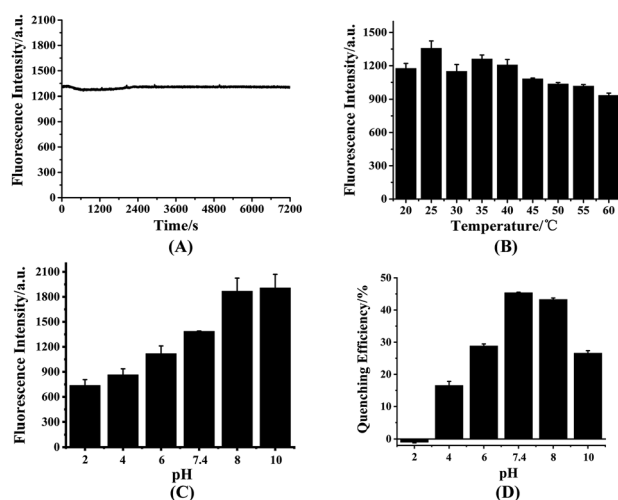 Fluorescence Intensity/a.u.
2100
1800
1500
1200
900
600
300
0
0 1200 2400 3600 4800 6000 7200
Time/s
(A)
Fluorescence Intensity/a.u.
1500
1200
900
600
300
20 25 30 35 40 45 50 55 60
Temperature/℃
(B)
Fluorescence Intensity/a.u.
2100
1800
1500
1200
900
600
300
0
2 4 6 7.4 8 10
pH
(C)
Quenching Efficiency/%
50
40
30
20
10
0
2 4 6 7.4 8 10
pH
(D)